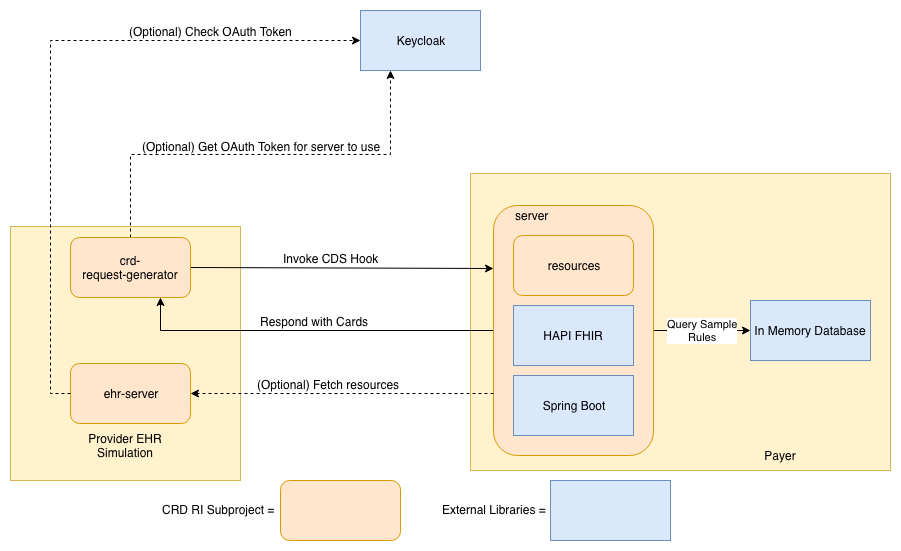 (Optional) Check OAuth Token
Keycloak
(Optional) Get OAuth Token for server to use
server
crd-
request-generator
Invoke CDS Hook
resources
Respond with Cards
HAPI FHIR
Query Sample
Rules
In Memory Database
ehr-server
(Optional) Fetch resources
Spring Boot
Provider EHR
Simulation
Payer
CRD RI Subproject =
External Libraries =